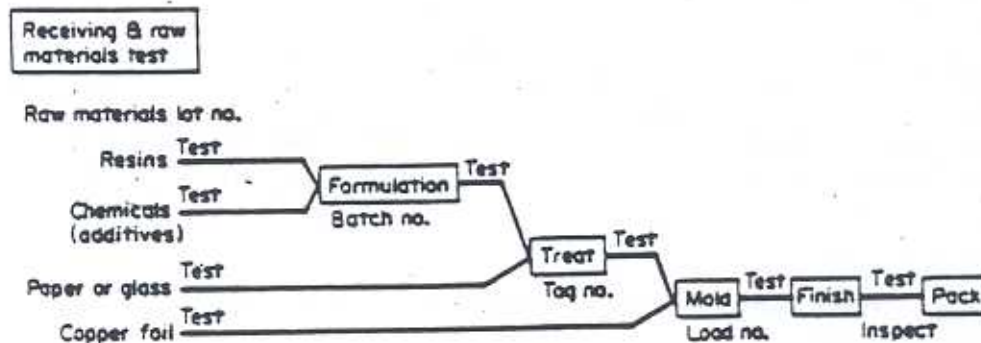 Receiving & raw
materials test
Raw materials lot no.
Resins Test
Chemicals Test
(additives)
Formulation Test
Batch no.
Paper or glass Test
Treat Test
Tag no.
Copper foil Test
Mold Test Finish Test Pack
Load no. Inspect